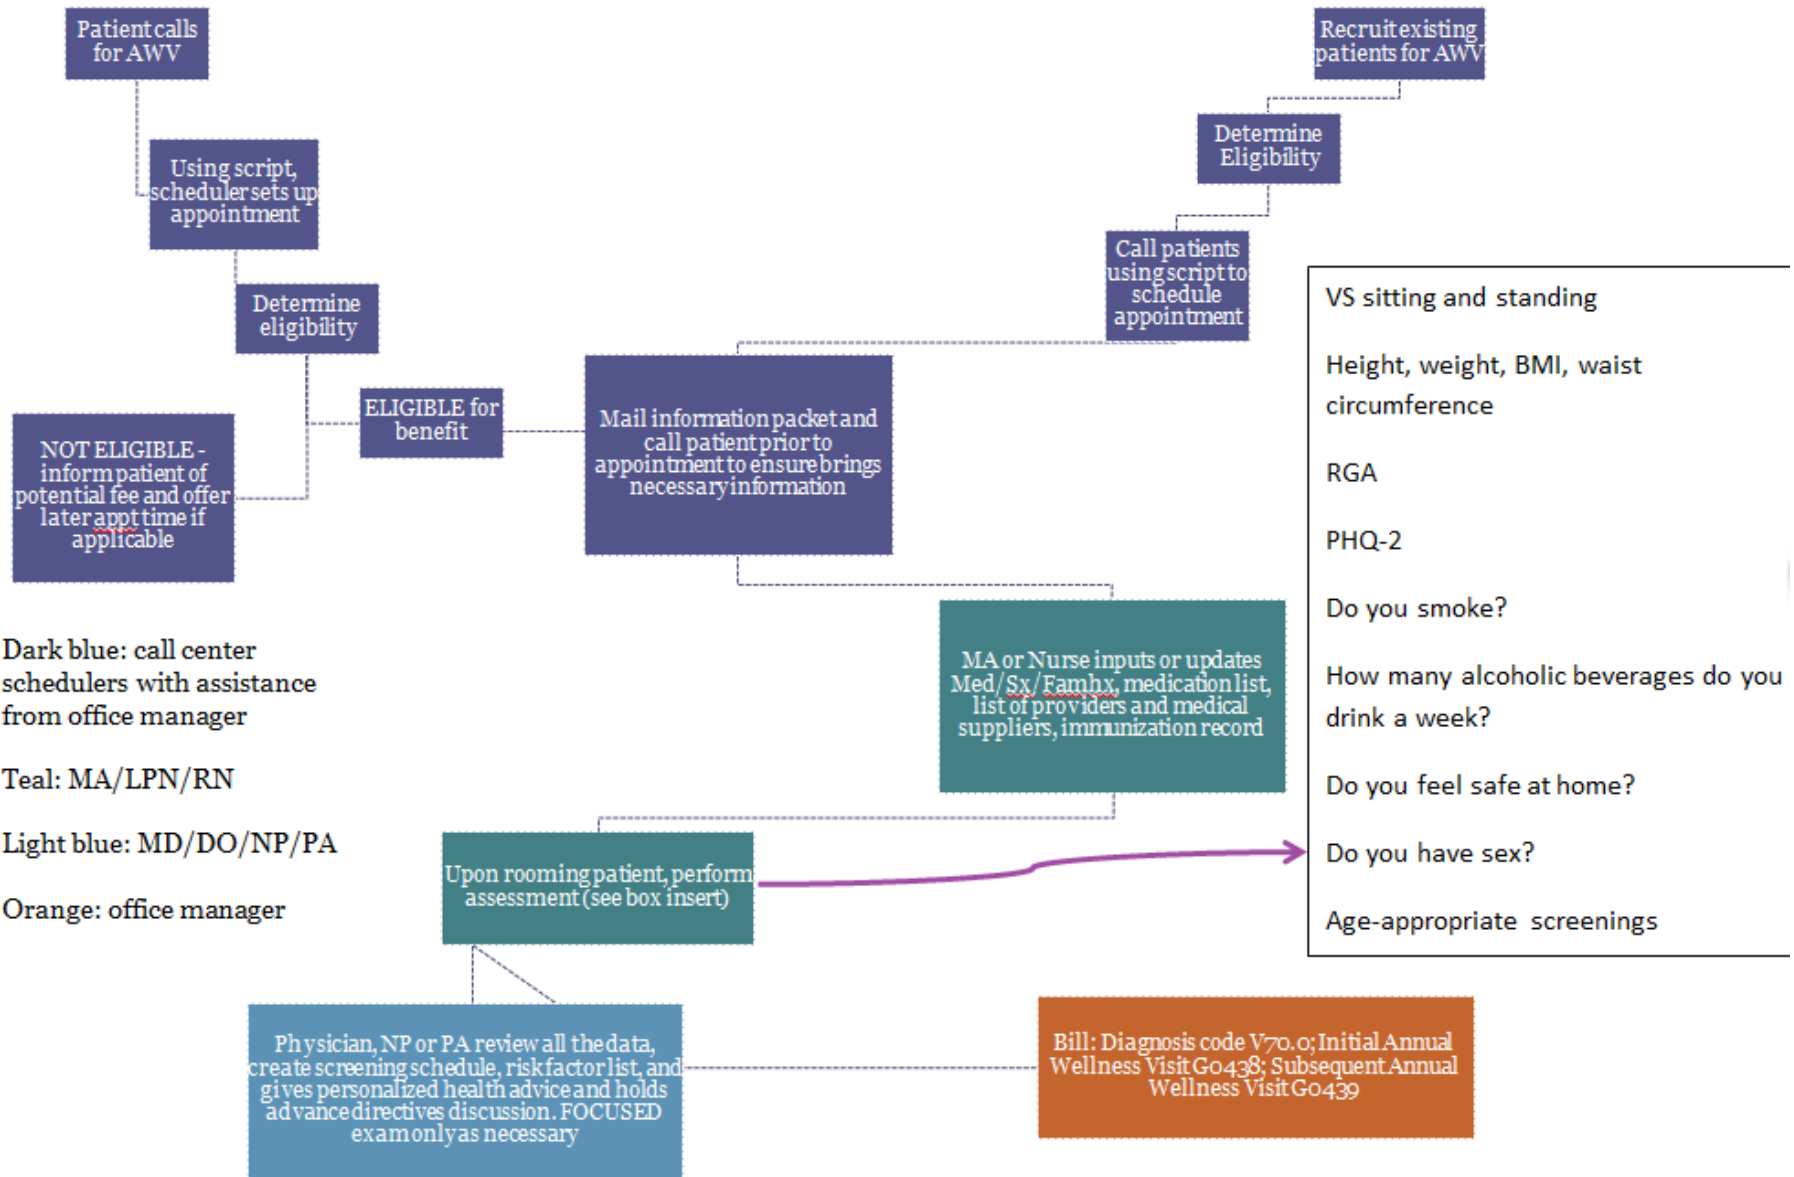 Patient calls
for AWV
Using script,
scheduler sets up
appointment
Determine
eligibility
ELIGIBLE for
benefit
NOT ELIGIBLE -
inform patient of
potential fee and offer
later appt time if
applicable
Recruit existing
patients for AWV
Determine
Eligibility
Call patients
using script to
schedule
appointment
Mail information packet and
call patient prior to
appointment to ensure brings
necessary information
MA or Nurse inputs or updates
Med/Sx/Famhx, medication list,
list of providers and medical
suppliers, immunization record
Upon rooming patient, perform
assessment (see box insert)
VS sitting and standing
Height, weight, BMI, waist
circumference
RGA
PHQ-2
Do you smoke?
How many alcoholic beverages do you
drink a week?
Do you feel safe at home?
Do you have sex?
Age-appropriate screenings
Physician, NP or PA review all the data,
create screening schedule, risk factor list, and
gives personalized health advice and holds
advance directives discussion. FOCUSED
exam only as necessary
Bill: Diagnosis code V70.0; Initial Annual
Wellness Visit G0438; Subsequent Annual
Wellness Visit G0439
Dark blue: call center
schedulers with assistance
from office manager
Teal: MA/LPN/RN
Light blue: MD/DO/NP/PA
Orange: office manager